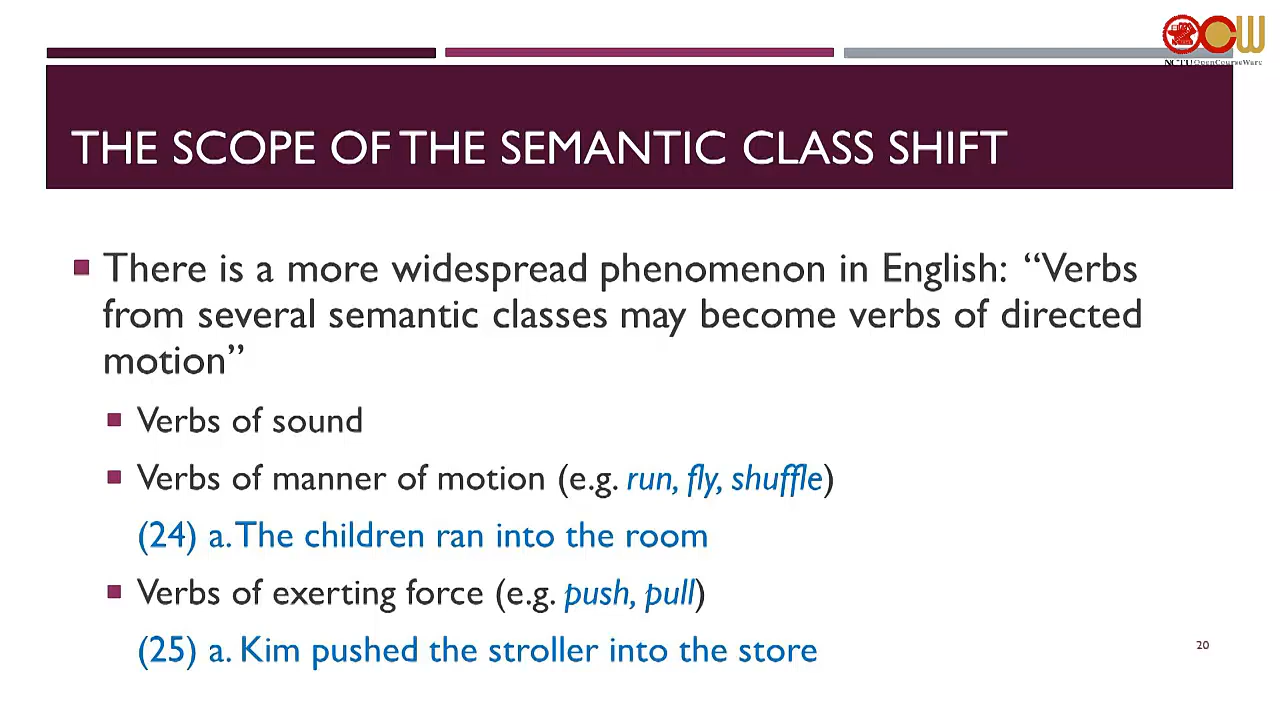 NCTU OpenCourseWare
THE SCOPE OF THE SEMANTIC CLASS SHIFT
There is a more widespread phenomenon in English: “Verbs
from several semantic classes may become verbs of directed
motion”
Verbs of sound
Verbs of manner of motion (e.g. run, fly, shuffle)
(24) a. The children ran into the room
Verbs of exerting force (e.g. push, pull)
(25) a. Kim pushed the stroller into the store
20